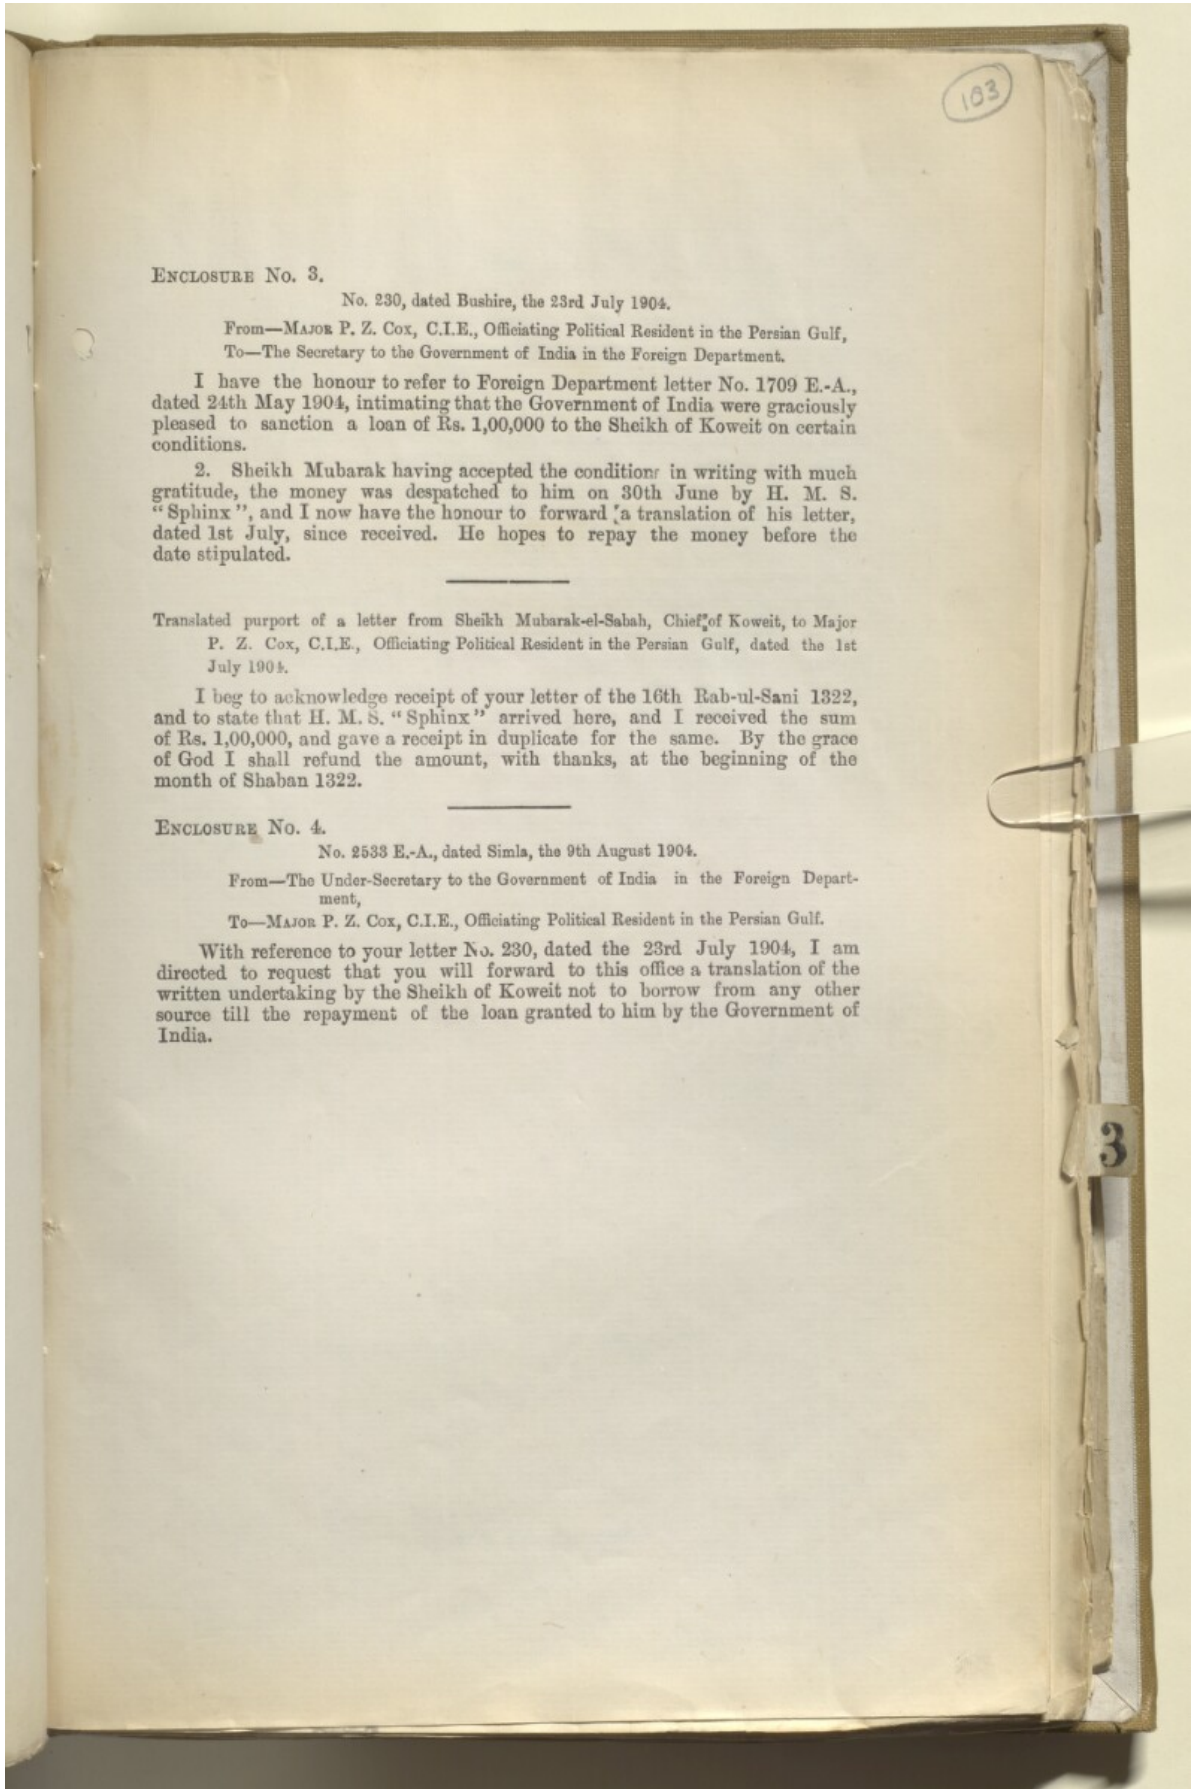 103
ENCLOSURE No. 3.
No. 230, dated Bushire, the 23rd July 1904.
From—MAJOR P. Z. COX, C.I.E., Officiating Political Resident in the Persian Gulf,
To—The Secretary to the Government of India in the Foreign Department.
I have the honour to refer to Foreign Department letter No. 1709 E.-A.,
dated 24th May 1904, intimating that the Government of India were graciously
pleased to sanction a loan of Rs. 1,00,000 to the Sheikh of Koweit on certain
conditions.
2. Sheikh Mubarak having accepted the conditions in writing with much
gratitude, the money was despatched to him on 30th June by H. M. S.
"Sphinx", and I now have the honour to forward a translation of his letter,
dated 1st July, since received. He hopes to repay the money before the
date stipulated.
Translated purport of a letter from Sheikh Mubarak-el-Sabah, Chief of Koweit, to Major
P. Z. Cox, C.I.E., Officiating Political Resident in the Persian Gulf, dated the 1st
July 1904.
I beg to acknowledge receipt of your letter of the 16th Rab-ul-Sani 1322,
and to state that H. M. S. "Sphinx" arrived here, and I received the sum
of Rs. 1,00,000, and gave a receipt in duplicate for the same. By the grace
of God I shall refund the amount, with thanks, at the beginning of the
month of Shaban 1322.
ENCLOSURE No. 4.
No. 2533 E.-A., dated Simla, the 9th August 1904.
From—The Under-Secretary to the Government of India in the Foreign Depart-
ment,
To—MAJOR P. Z. COX, C.I.E., Officiating Political Resident in the Persian Gulf.
With reference to your letter No. 230, dated the 23rd July 1904, I am
directed to request that you will forward to this office a translation of the
written undertaking by the Sheikh of Koweit not to borrow from any other
source till the repayment of the loan granted to him by the Government of
India.
3